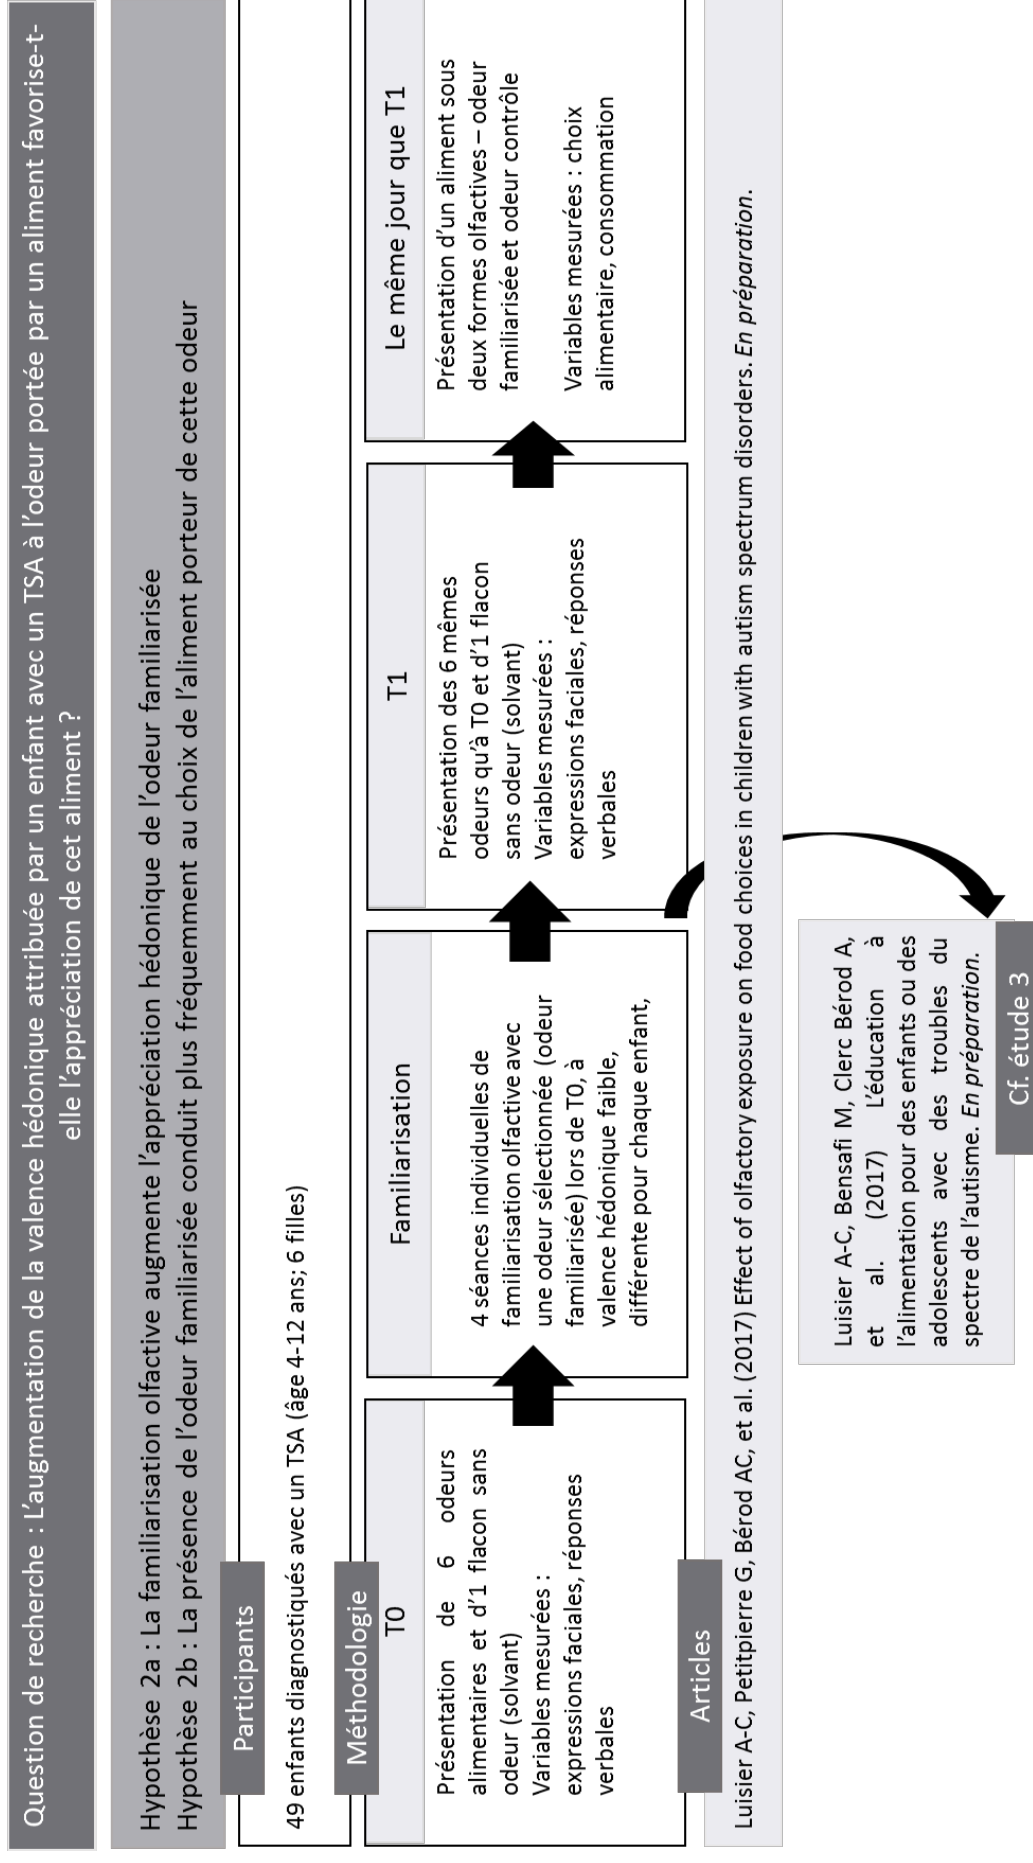 Question de recherche : L'augmentation de la valence hédonique attribuée par un enfant avec un TSA à l'odeur portée par un aliment favorise-t-
elle l'appréciation de cet aliment ?
Hypothèse 2a : La familiarisation olfactive augmente l'appréciation hédonique de l'odeur familiarisée
Hypothèse 2b : La présence de l'odeur familiarisée conduit plus fréquemment au choix de l'aliment porteur de cette odeur
Participants
49 enfants diagnostiqués avec un TSA (âge 4-12 ans; 6 filles)
Méthodologie
T0
Présentation de 6 odeurs
alimentaires et d'1 flacon sans
odeur (solvant)
Variables mesurées :
expressions faciales, réponses
verbales
Familiarisation
4 séances individuelles de
familiarisation olfactive avec
une odeur sélectionnée (odeur
familiarisée) lors de T0, à
valence hédonique faible,
différente pour chaque enfant,
T1
Présentation des 6 mêmes
odeurs qu'à T0 et d'1 flacon
sans odeur (solvant)
Variables mesurées :
expressions faciales, réponses
verbales
Le même jour que T1
Présentation d'un aliment sous
deux formes olfactives – odeur
familiarisée et odeur contrôle
Variables mesurées : choix
alimentaire, consommation
Articles
Luisier A-C, Petitpierre G, Bérod AC, et al. (2017) Effect of olfactory exposure on food choices in children with autism spectrum disorders. En préparation.
Luisier A-C, Bensafi M, Clerc Bérod A,
et al. (2017) L'éducation à
l'alimentation pour des enfants ou des
adolescents avec des troubles du
spectre de l'autisme. En préparation.
Cf. étude 3